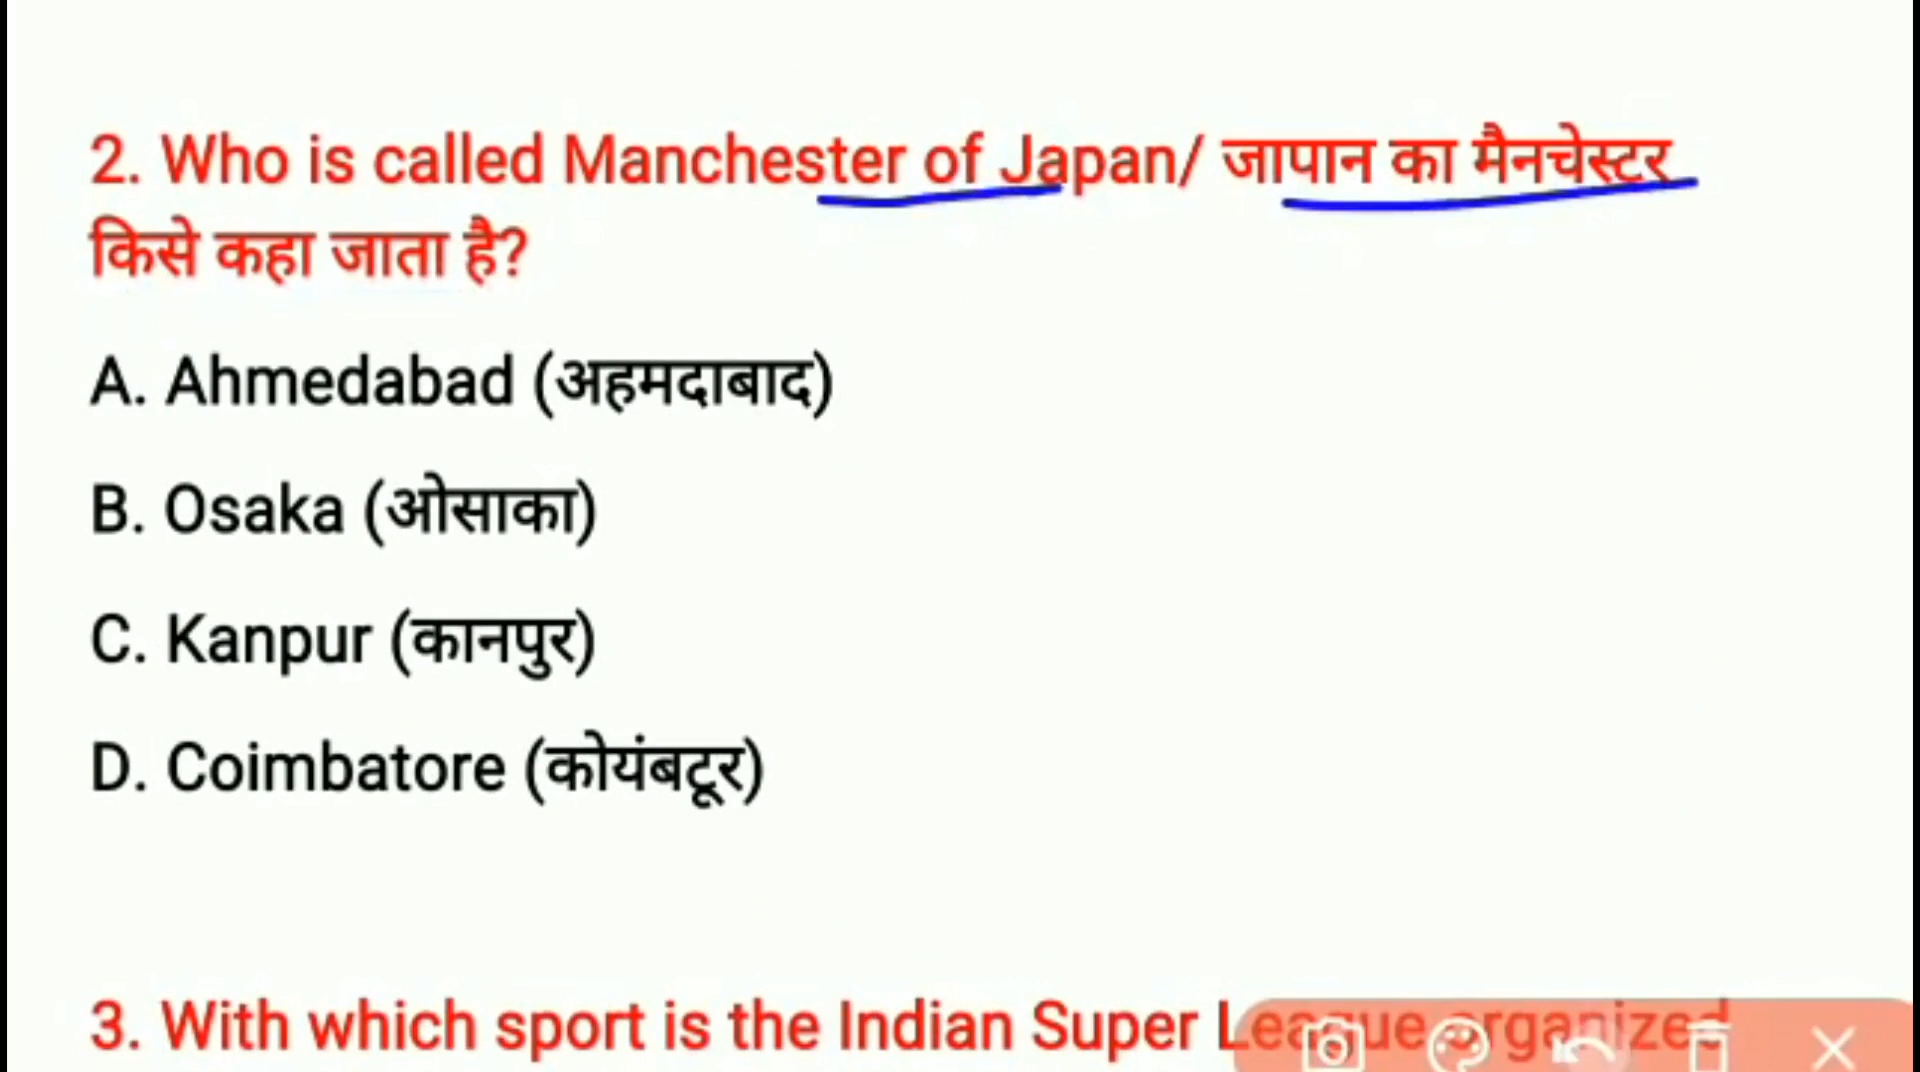 2. Who is called Manchester of Japan/ जापान का मैनचेस्टर
किसे कहा जाता है?
A. Ahmedabad (अहमदाबाद)
B. Osaka (ओसाका)
C. Kanpur (कानपुर)
D. Coimbatore (कोयंबटूर)
3. With which sport is the Indian Super League organized